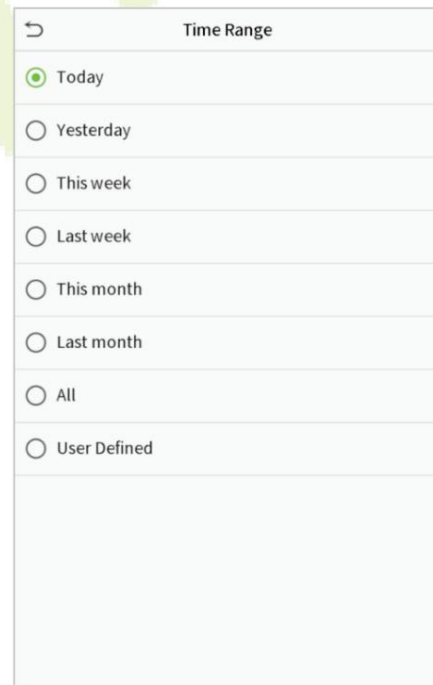 Time Range
Today
Yesterday
This week
Last week
This month
Last month
All
User Defined